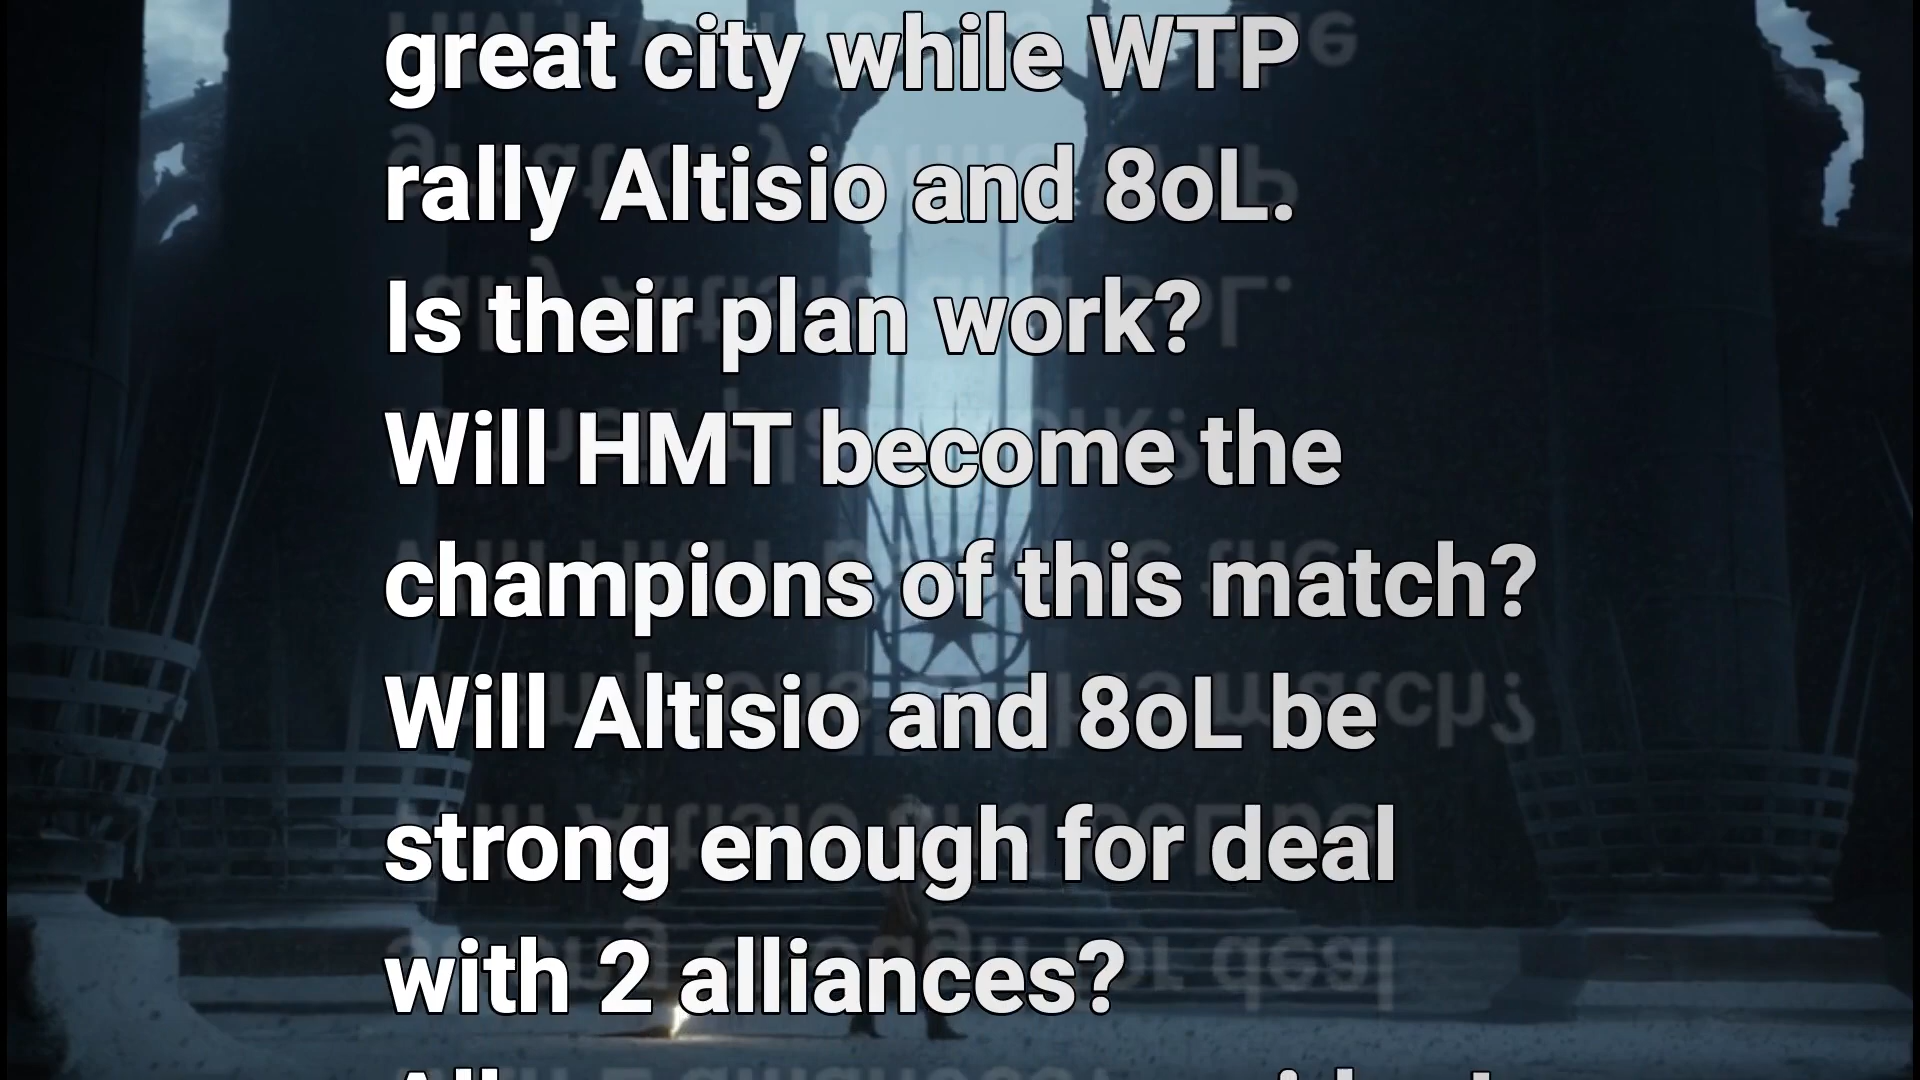 great city while WTP
rally Altisio and 8oL.
Is their plan work?
Will HMT become the
champions of this match?
Will Altisio and 8oL be
strong enough for deal
with 2 alliances?